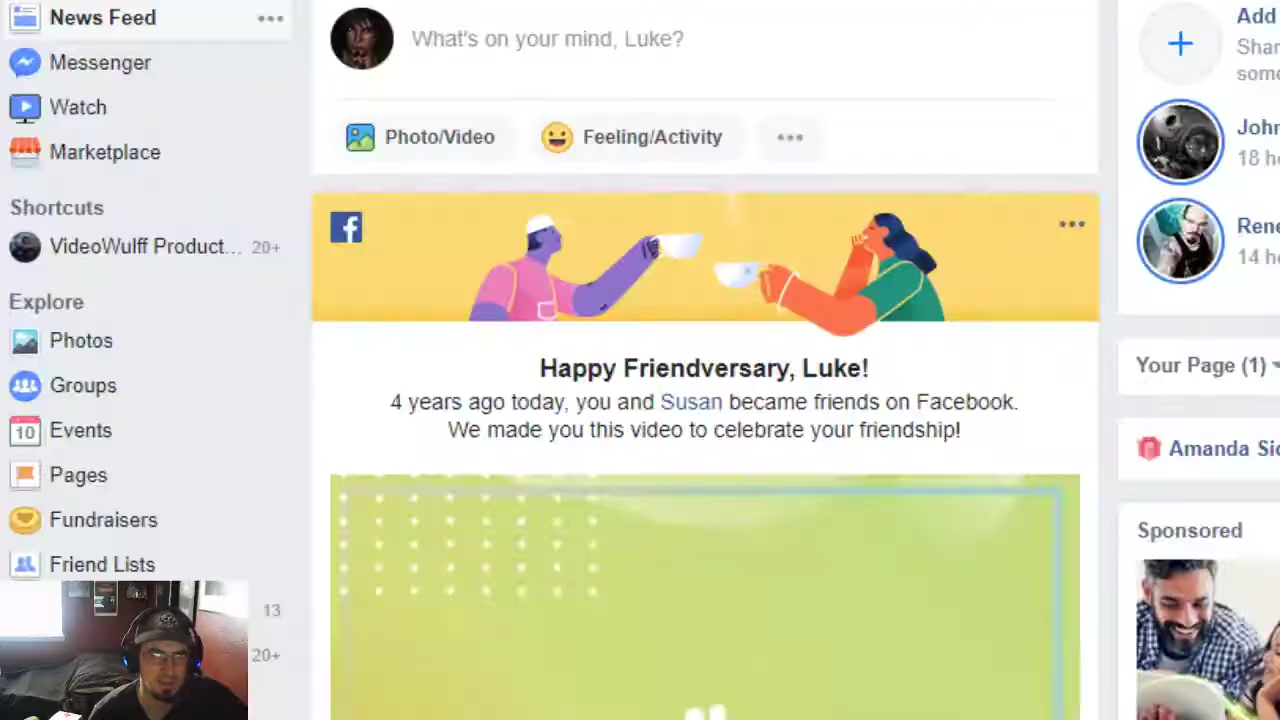 News Feed
Messenger
Watch
Marketplace
Shortcuts
VideoWulff Product... 20+
Explore
Photos
Groups
10 Events
Pages
Fundraisers
Friend Lists
13
20+
What's on your mind, Luke?
Photo/Video
Feeling/Activity
Happy Friendversary, Luke!
4 years ago today, you and Susan became friends on Facebook.
We made you this video to celebrate your friendship!
Add
Shar
some
John
18 h
Rene
14 h
Your Page (1)
Amanda Sic
Sponsored